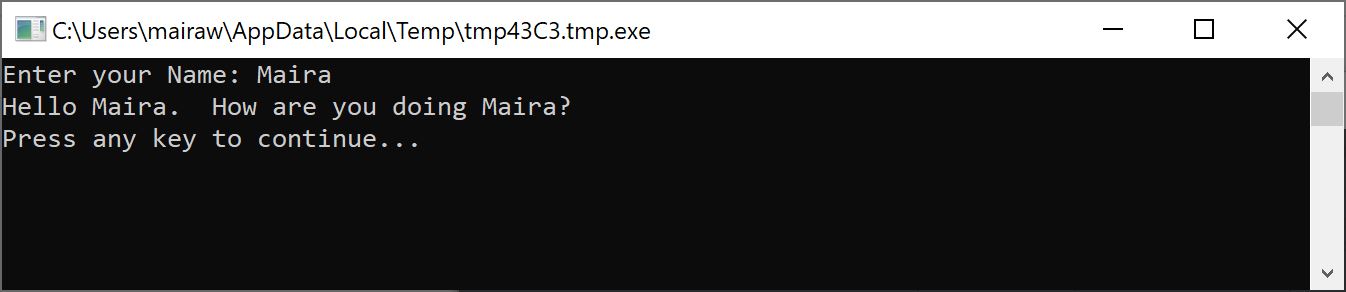 C:\Users\mairaw\AppData\Local\Temp\tmp43C3.tmp.exe
Enter your Name: Maira
Hello Maira.  How are you doing Maira?
Press any key to continue...